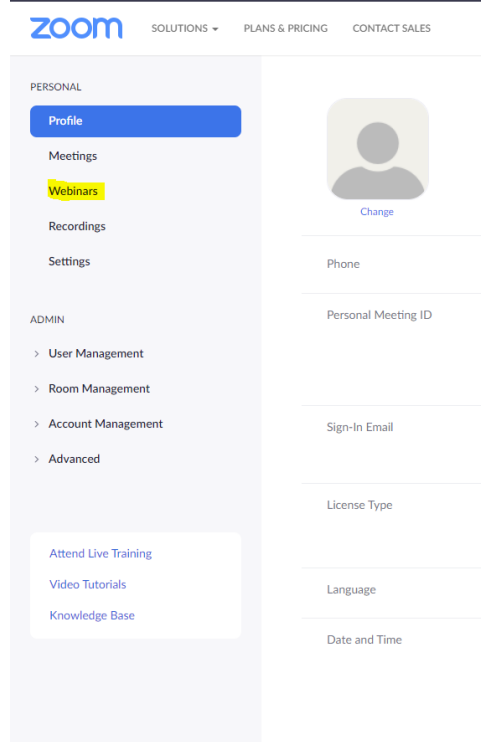 zoom SOLUTIONS PLANS & PRICING CONTACT SALES
PERSONAL
Profile
Meetings
Webinars
Recordings
Settings
ADMIN
User Management
Room Management
Account Management
Advanced
Attend Live Training
Video Tutorials
Knowledge Base
Change
Phone
Personal Meeting ID
Sign-In Email
License Type
Language
Date and Time